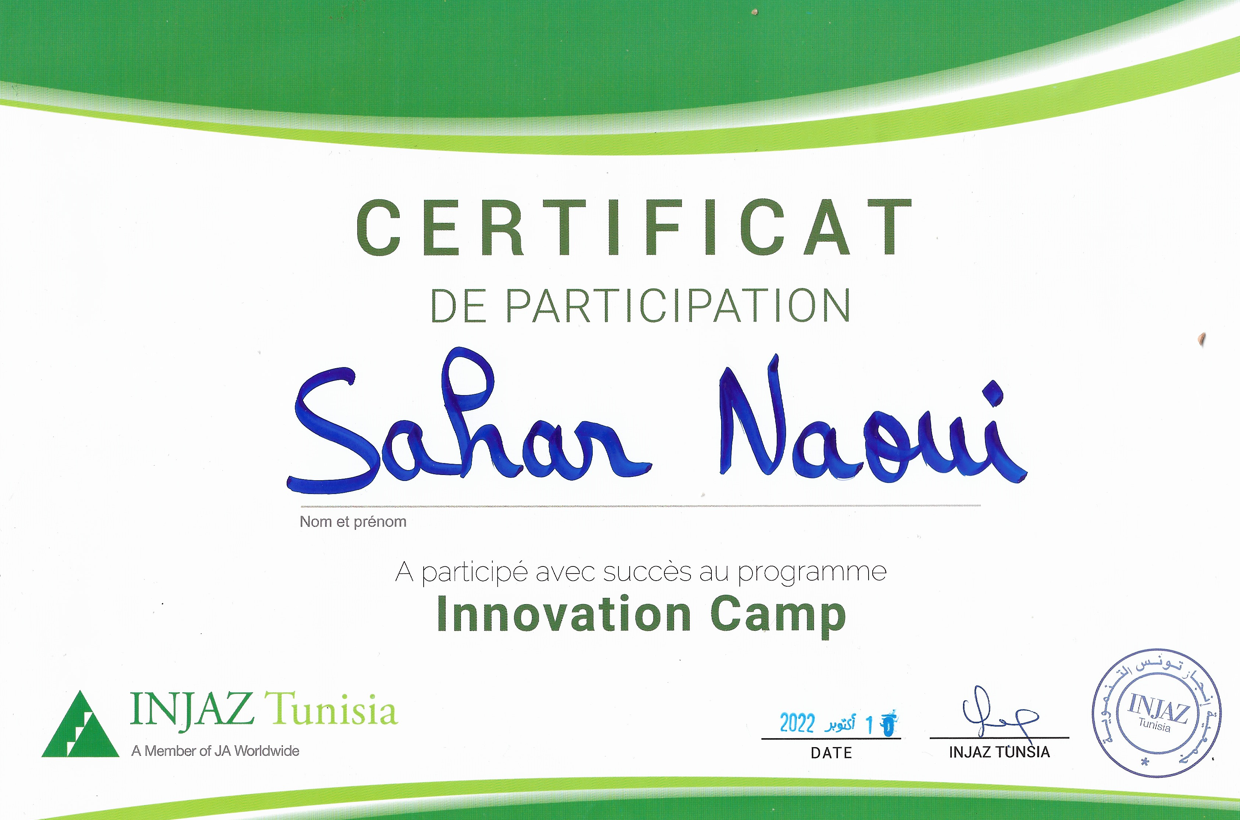 CERTIFICAT
DE PARTICIPATION
Sahar Naoui
Nom et prénom
A participé avec succès au programme
Innovation Camp
INJAZ Tunisia
A Member of JA Worldwide
2022 أكتوبر
DATE
INJAZ TUNSIA
جمعية إنجاز تونس التنموية
INJAZ
Tunisia